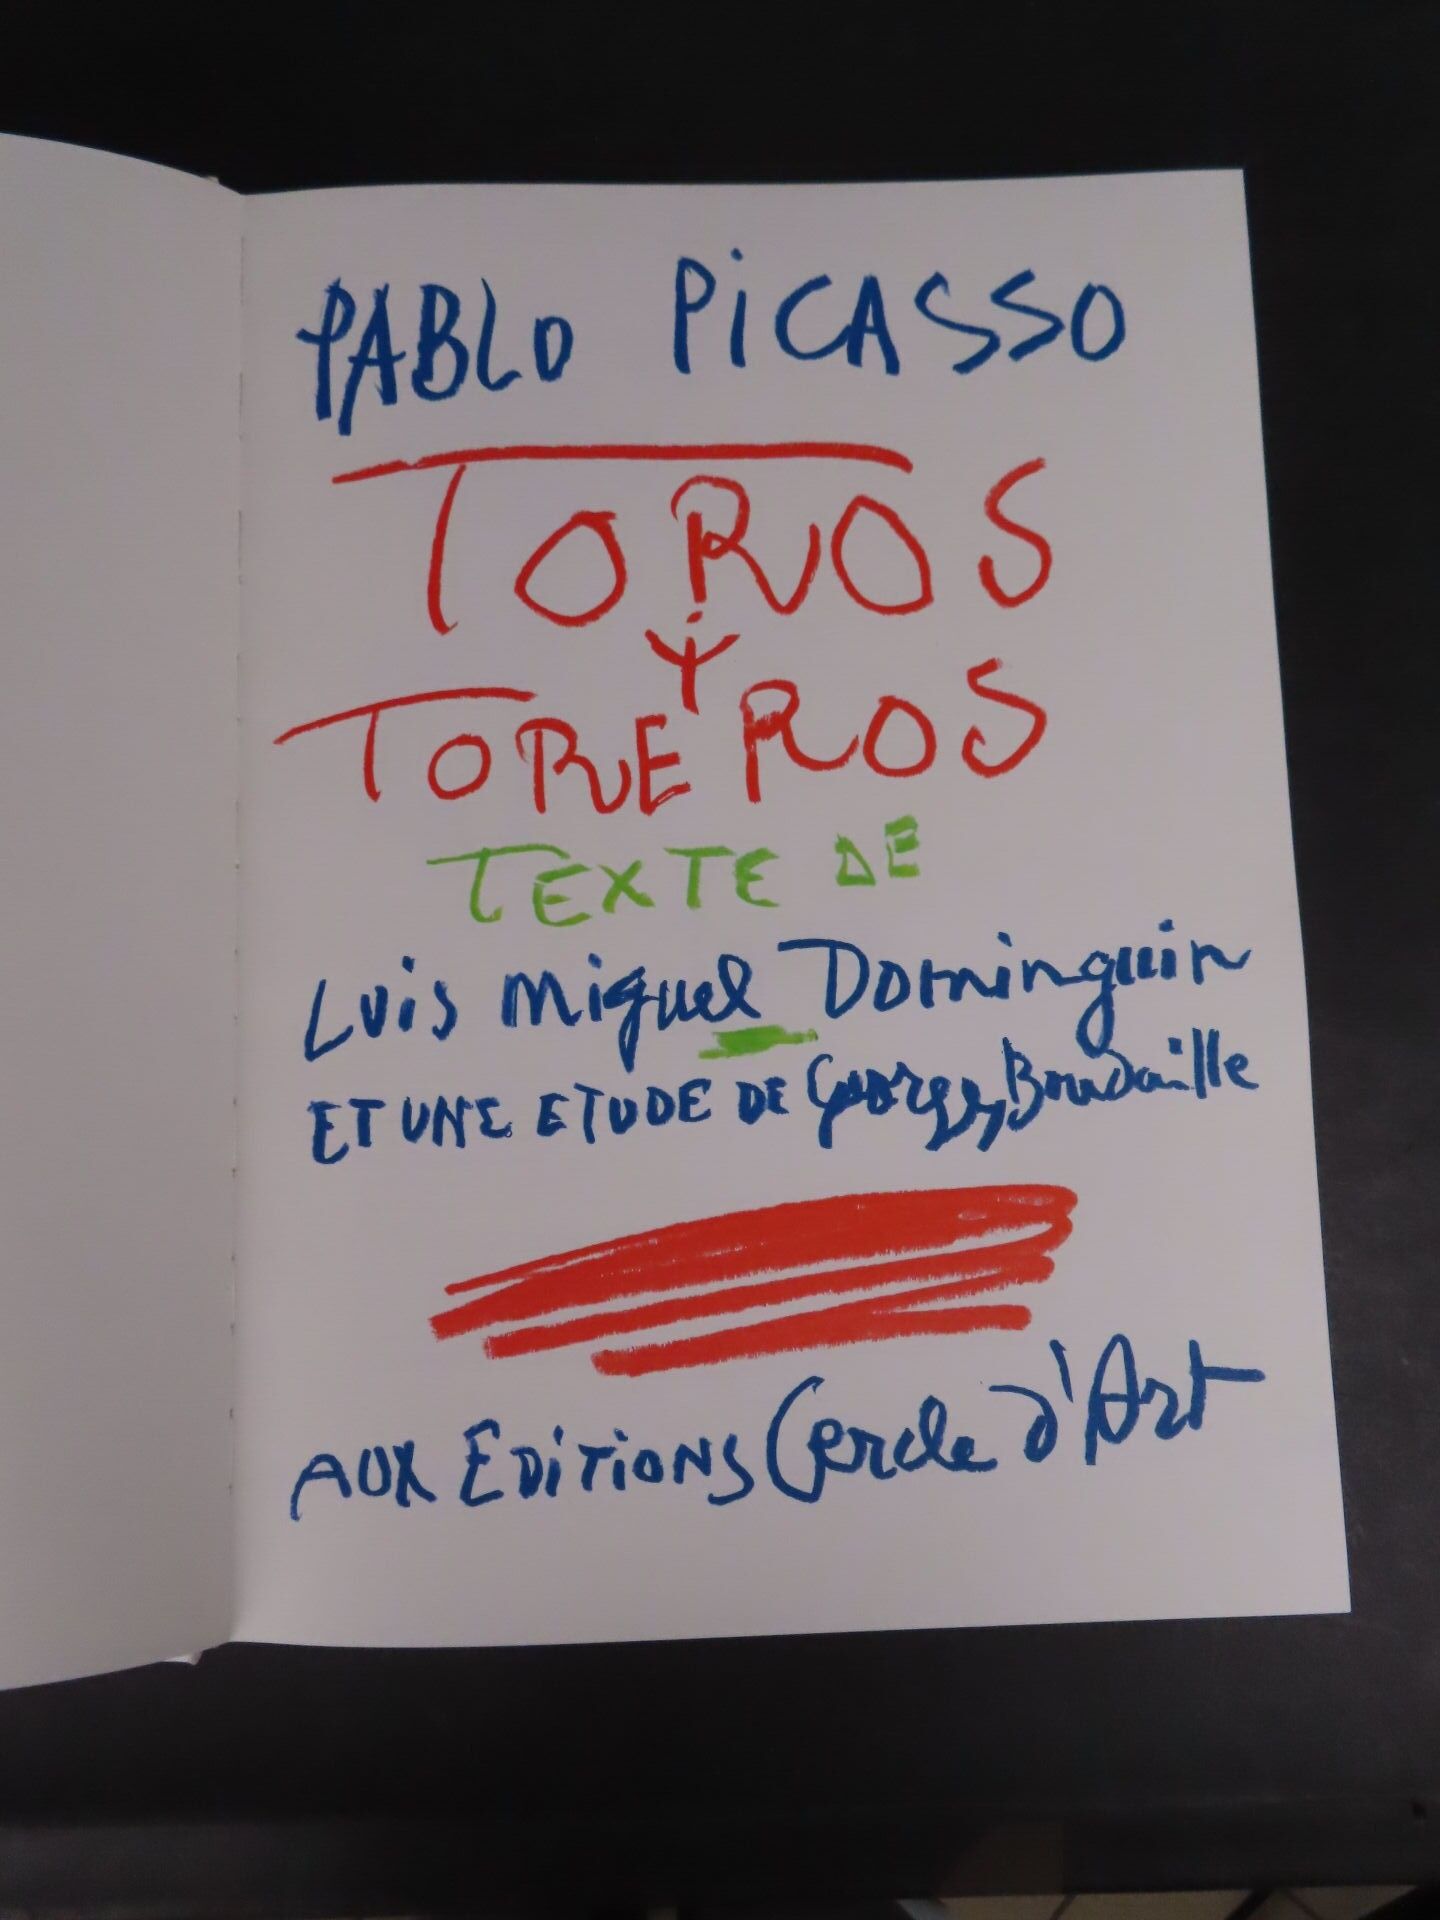 PABLO PiCASSO
TOROS
Y
TOREROS
TEXTE DE
Luis Miguel Dominguin
ET UNE ETUDE DE Georges Boudaille
AUX EDiTiONS Cercle d'Art